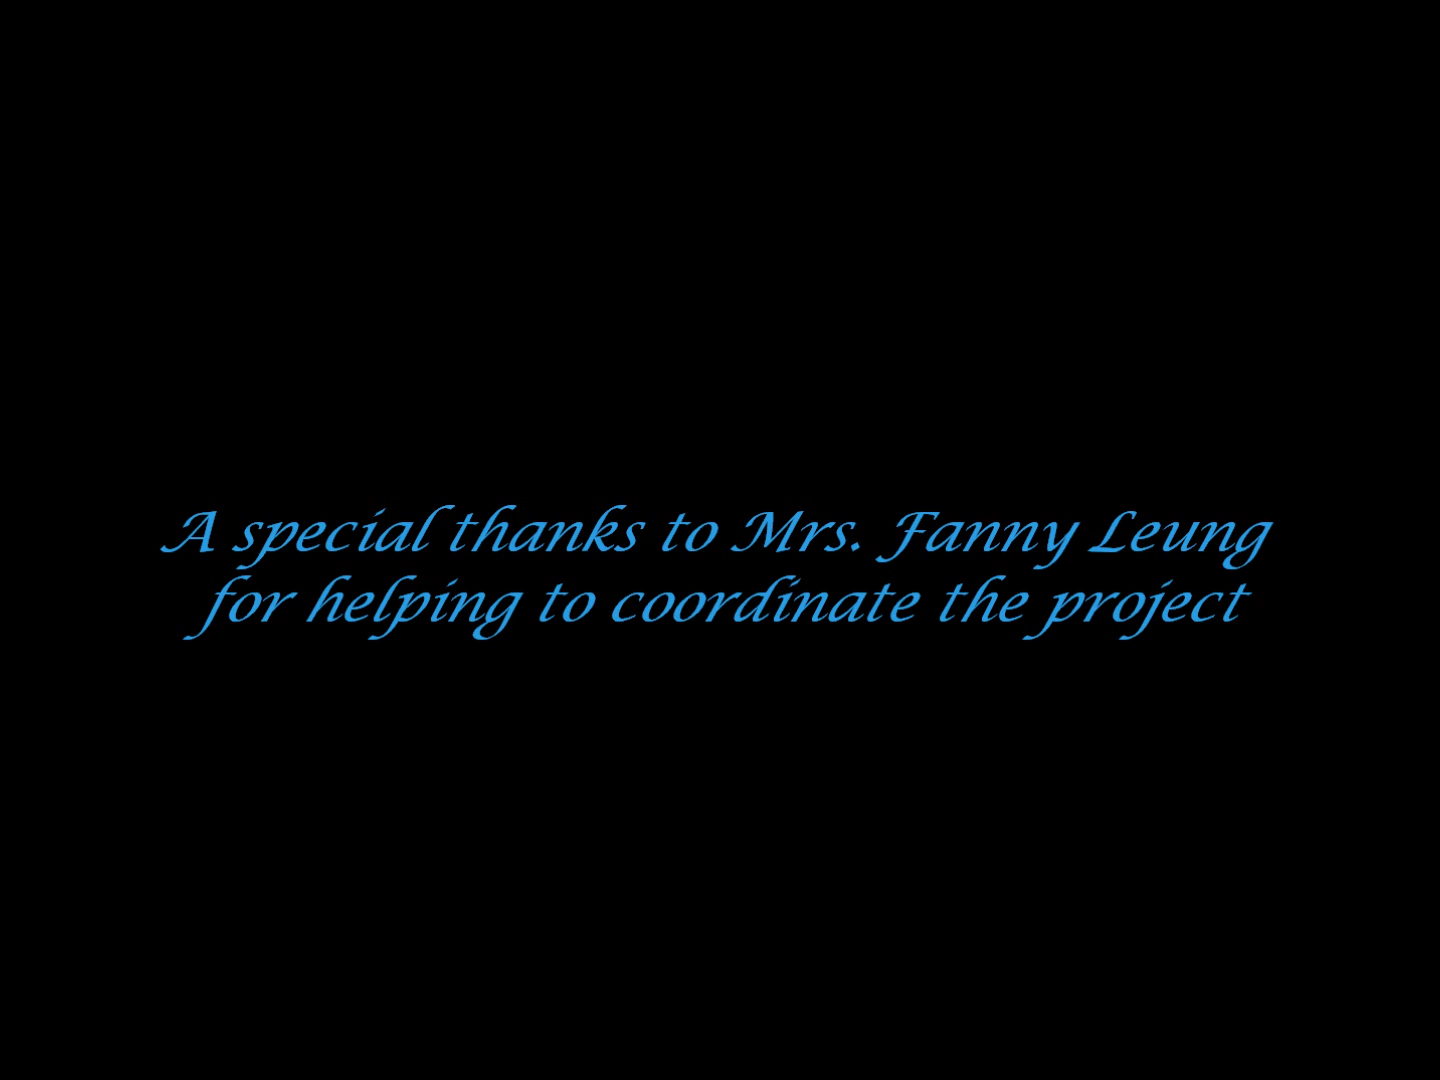 A special thanks to Mrs. Fanny Leung
for helping to coordinate the project